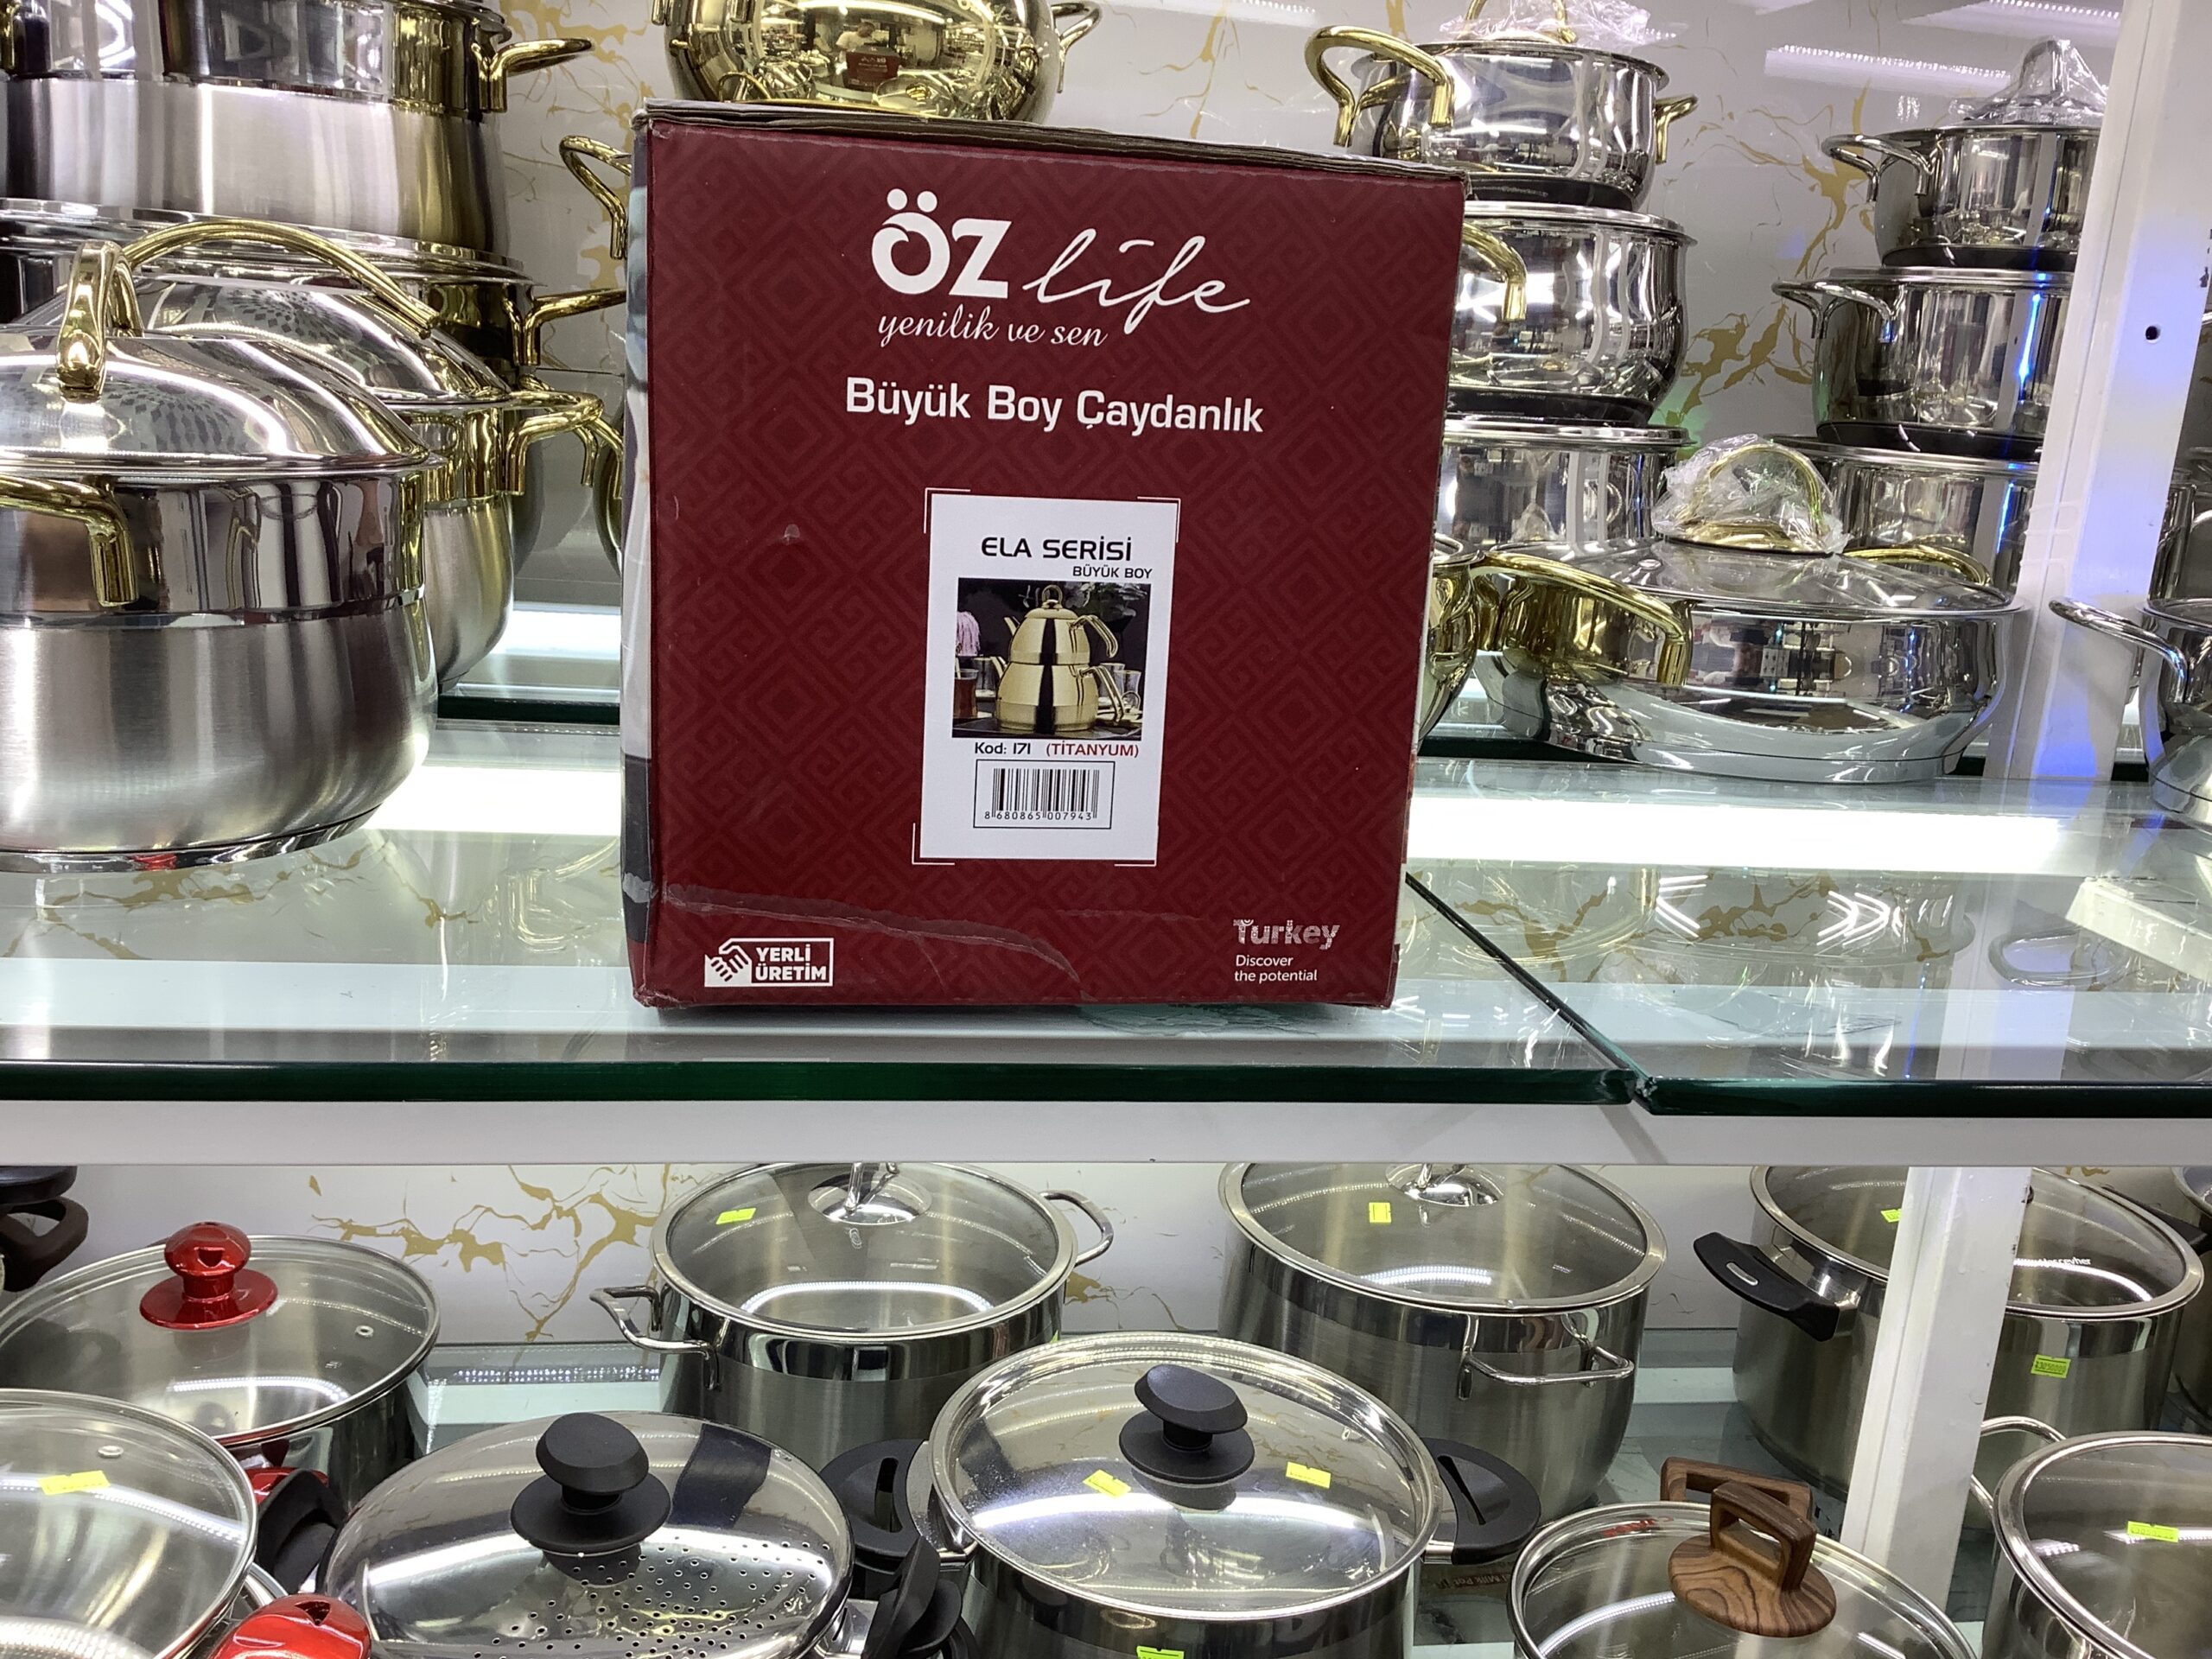 ÖZ life
yenilik ve sen
Büyük Boy Çaydanlık
ELA SERİSİ
BÜYÜK BOY
Kod: 171 (TİTANYUM)
8 680865 007943
YERLİ
ÜRETİM
Turkey
Discover
the potential